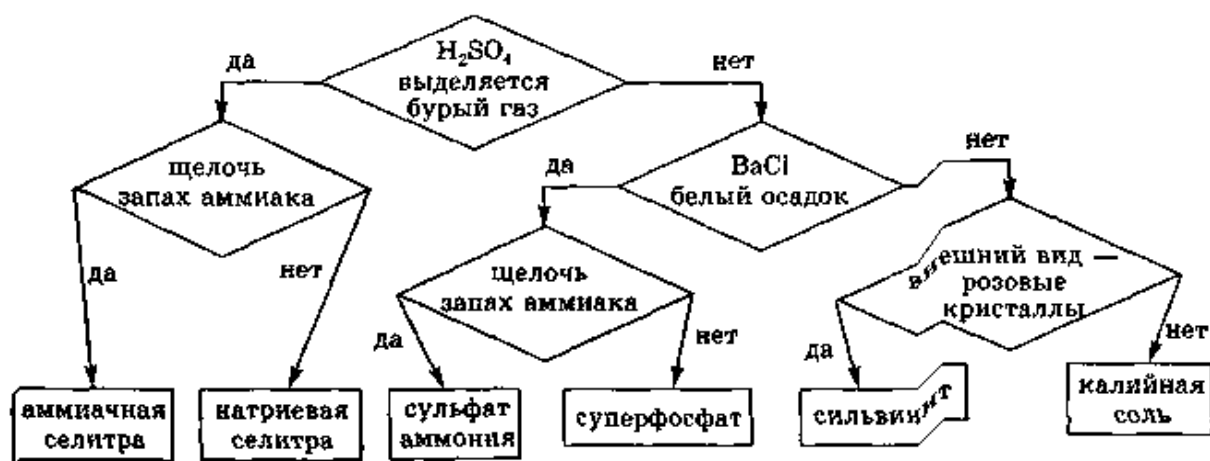 H₂SO₄
выделяется
бурый газ
да
нет
щелочь
запах аммиака
да
BaCl
белый осадок
нет
да
нет
щелочь
запах аммиака
внешний вид —
розовые
кристаллы
да
нет
да
нет
аммиачная
селитра
натриевая
селитра
сульфат
аммония
суперфосфат
сильвинит
калийная
соль